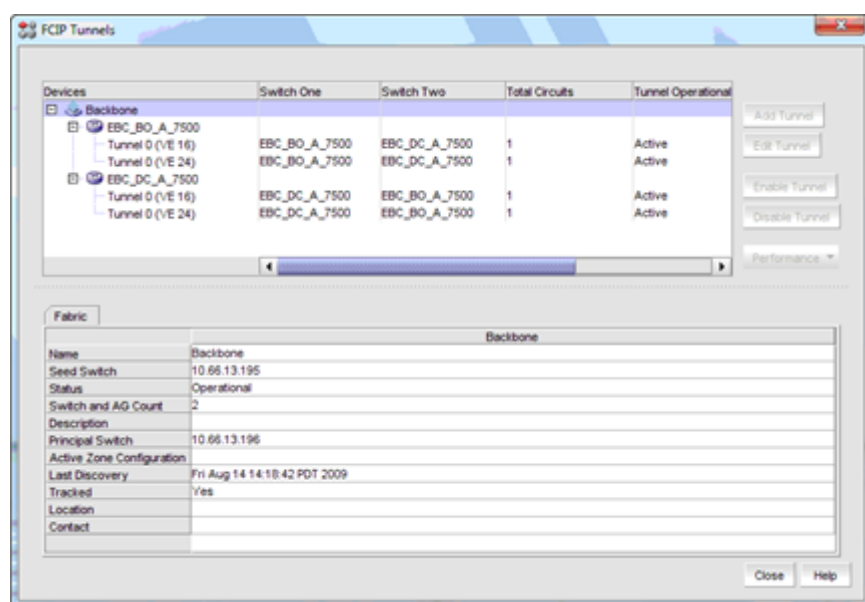 FCIP Tunnels
Devices Switch One Switch Two Total Circuits Tunnel Operational
Backbone
EBC_BO_A_7500
Tunnel 0 (VE 16) EBC_BO_A_7500 EBC_DC_A_7500 1 Active
Tunnel 0 (VE 24) EBC_BO_A_7500 EBC_DC_A_7500 1 Active
EBC_DC_A_7500
Tunnel 0 (VE 16) EBC_DC_A_7500 EBC_BO_A_7500 1 Active
Tunnel 0 (VE 24) EBC_DC_A_7500 EBC_BO_A_7500 1 Active
Add Tunnel
Edit Tunnel
Enable Tunnel
Disable Tunnel
Performance
Fabric
Backbone
Name Backbone
Seed Switch 10.66.13.195
Status Operational
Switch and AG Count 2
Description
Principal Switch 10.66.13.196
Active Zone Configuration
Last Discovery Fri Aug 14 14:18:42 PDT 2009
Tracked Yes
Location
Contact
Close Help